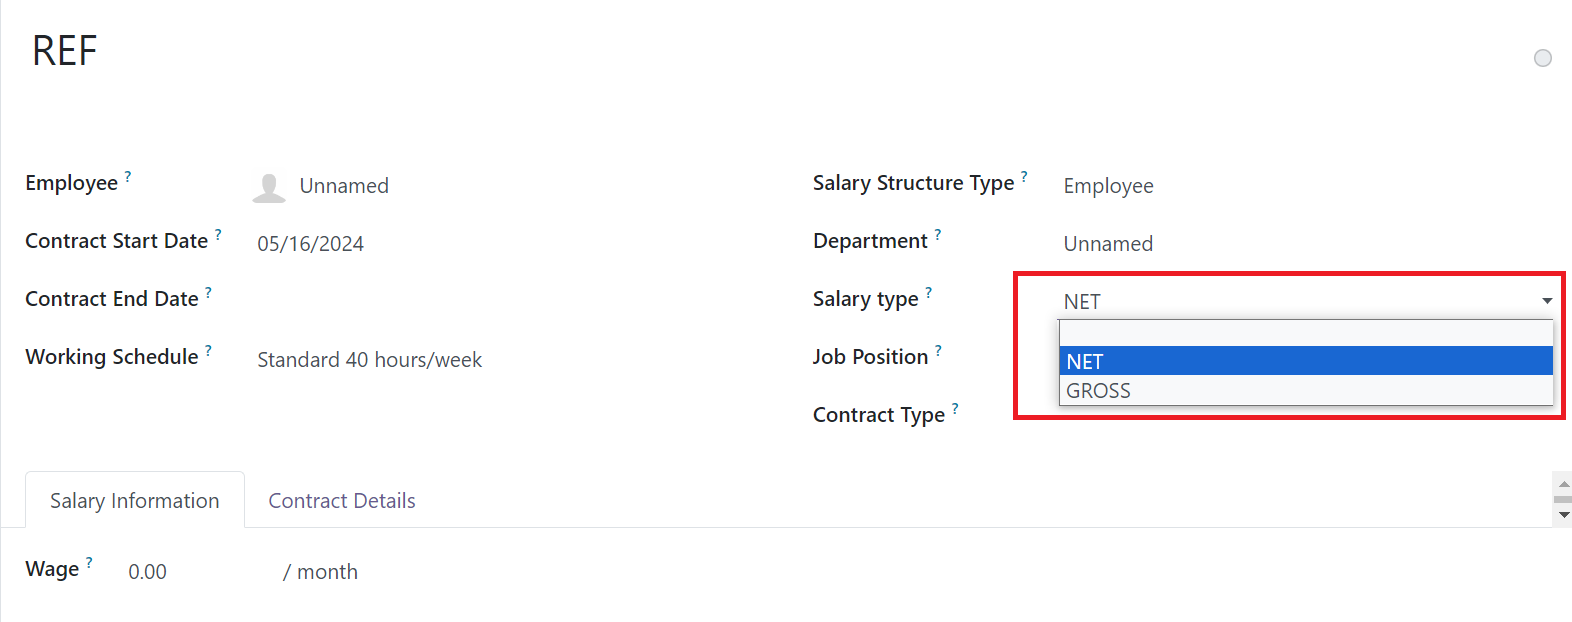 REF
Employee ? Unnamed
Contract Start Date ? 05/16/2024
Contract End Date ?
Working Schedule ? Standard 40 hours/week
Salary Structure Type ? Employee
Department ? Unnamed
Salary type ? NET
NET
GROSS
Job Position ?
Contract Type ?
Salary Information Contract Details
Wage ? 0.00 / month